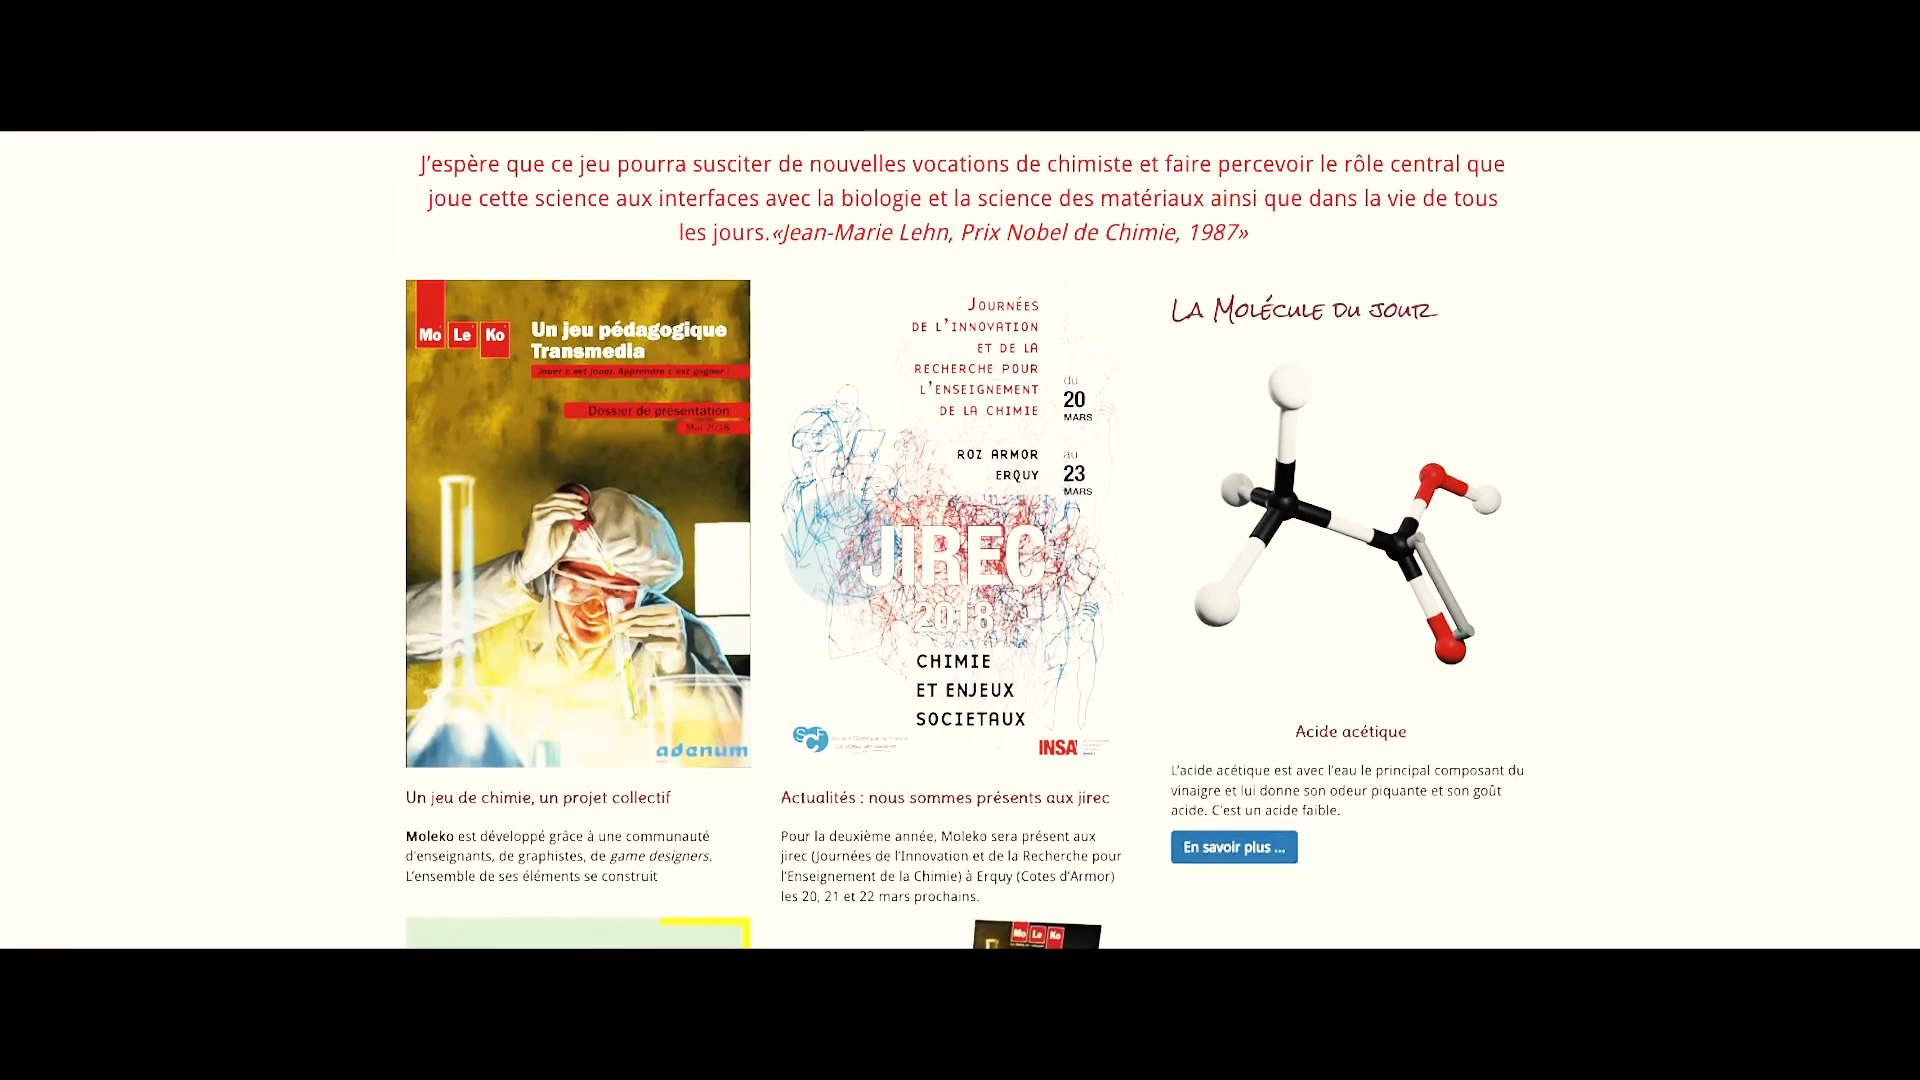 J'espère que ce jeu pourra susciter de nouvelles vocations de chimiste et faire percevoir le rôle central que
joue cette science aux interfaces avec la biologie et la science des matériaux ainsi que dans la vie de tous
les jours.«Jean-Marie Lehn, Prix Nobel de Chimie, 1987»
Mo Le Ko
Un jeu pédagogique
Transmedia
Jouer c'est jouer. Apprendre c'est gagner !
Dossier de présentation
Mai 2018
adenum
Un jeu de chimie, un projet collectif
Moleko est développé grâce à une communauté
d'enseignants, de graphistes, de game designers.
L'ensemble de ses éléments se construit
Journées
de l'innovation
et de la
recherche pour
l'enseignement
de la chimie
du
20
MARS
ROZ ARMOR
ERQUY
au
23
MARS
JIREC
2018
CHIMIE
ET ENJEUX
SOCIETAUX
SCF
INSA
Actualités : nous sommes présents aux jirec
Pour la deuxième année, Moleko sera présent aux
jirec (Journées de l'Innovation et de la Recherche pour
l'Enseignement de la Chimie) à Erquy (Cotes d'Armor)
les 20, 21 et 22 mars prochains.
Mo Le Ko
La Molécule du jour
Acide acétique
L'acide acétique est avec l'eau le principal composant du
vinaigre et lui donne son odeur piquante et son goût
acide. C'est un acide faible.
En savoir plus ...